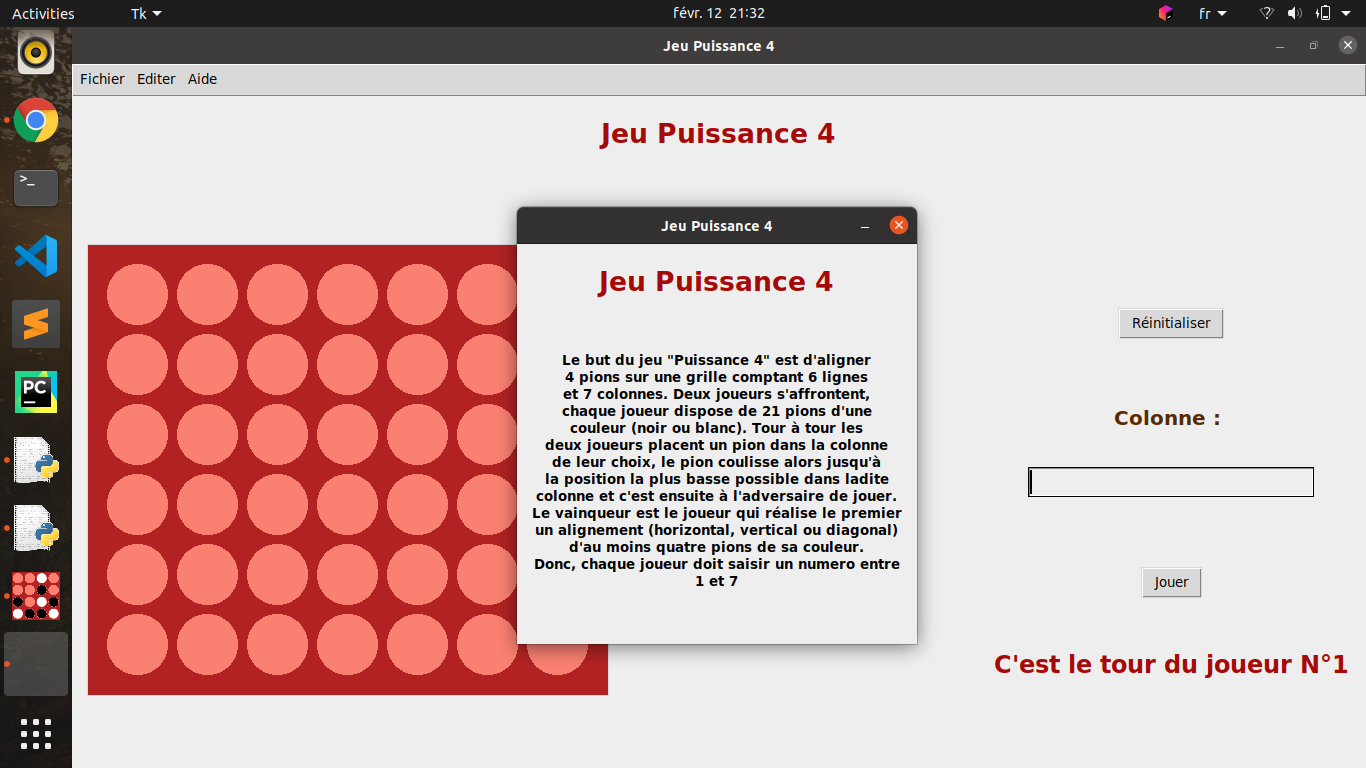 Activities
Tk
févr. 12 21:32
fr
Jeu Puissance 4
Fichier Editer Aide
Jeu Puissance 4
>_
PC
Jeu Puissance 4
Jeu Puissance 4
Le but du jeu "Puissance 4" est d'aligner
4 pions sur une grille comptant 6 lignes
et 7 colonnes. Deux joueurs s'affrontent,
chaque joueur dispose de 21 pions d'une
couleur (noir ou blanc). Tour à tour les
deux joueurs placent un pion dans la colonne
de leur choix, le pion coulisse alors jusqu'à
la position la plus basse possible dans ladite
colonne et c'est ensuite à l'adversaire de jouer.
Le vainqueur est le joueur qui réalise le premier
un alignement (horizontal, vertical ou diagonal)
d'au moins quatre pions de sa couleur.
Donc, chaque joueur doit saisir un numero entre
1 et 7
Réinitialiser
Colonne :
Jouer
C'est le tour du joueur N°1